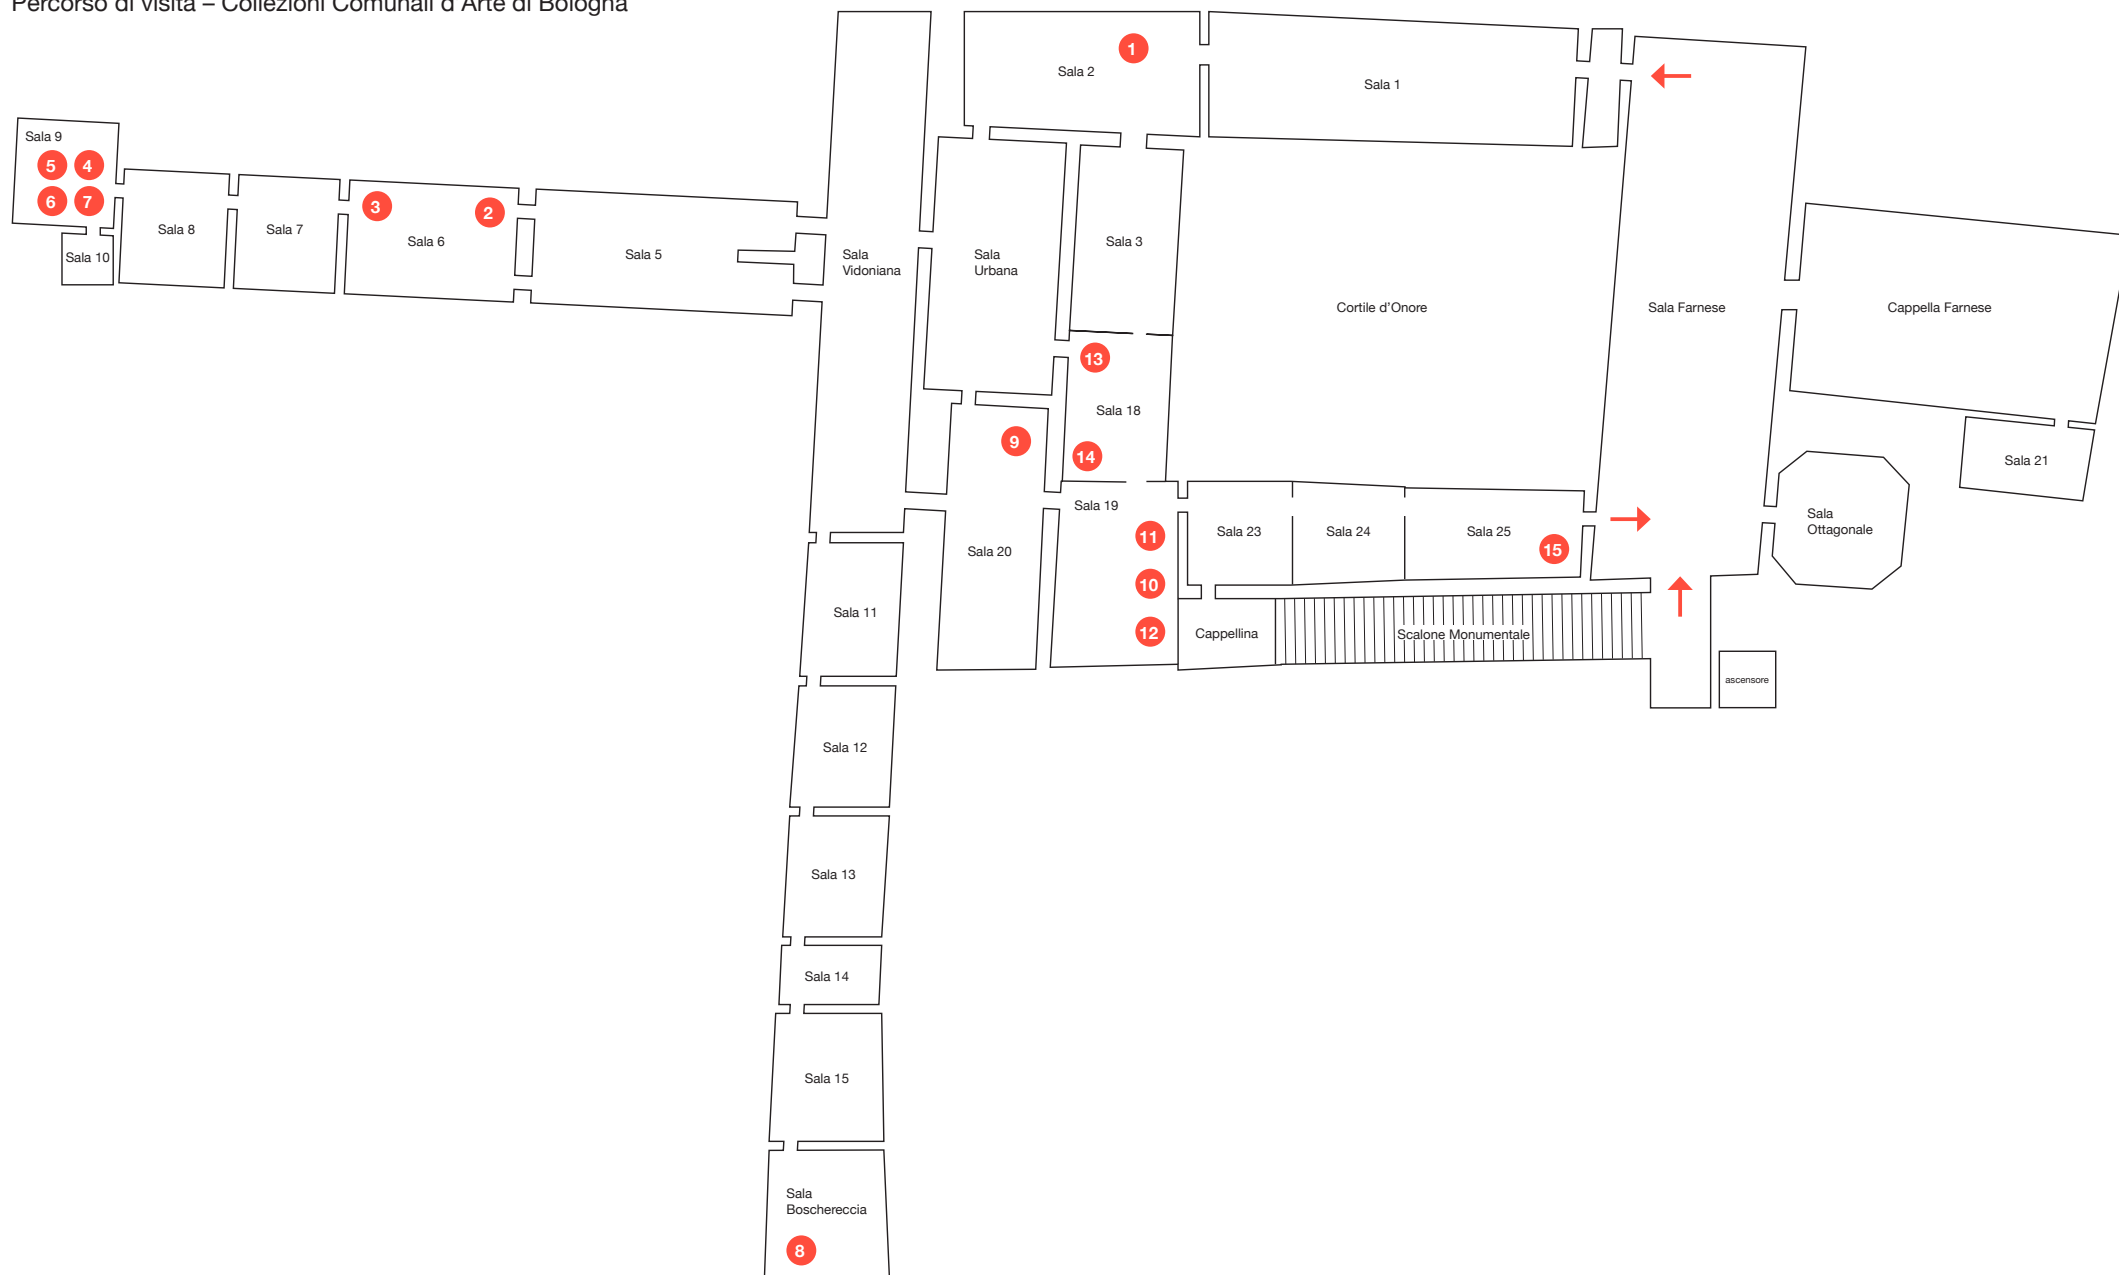 Percorso di visita – Collezioni Comunali d'Arte di Bologna
1
Sala 2
Sala 1
Sala 9
5
4
6
7
Sala 10
Sala 8
Sala 7
3
2
Sala 6
Sala 5
Sala
Vidoniana
Sala
Urbana
Sala 3
Cortile d'Onore
Sala Farnese
Cappella Farnese
13
Sala 18
14
9
Sala 20
Sala 19
11
10
12
Sala 23
Sala 24
Sala 25
15
Sala 21
Sala
Ottagonale
Cappellina
Scalone Monumentale
ascensore
Sala 11
Sala 12
Sala 13
Sala 14
Sala 15
Sala
Boschereccia
8